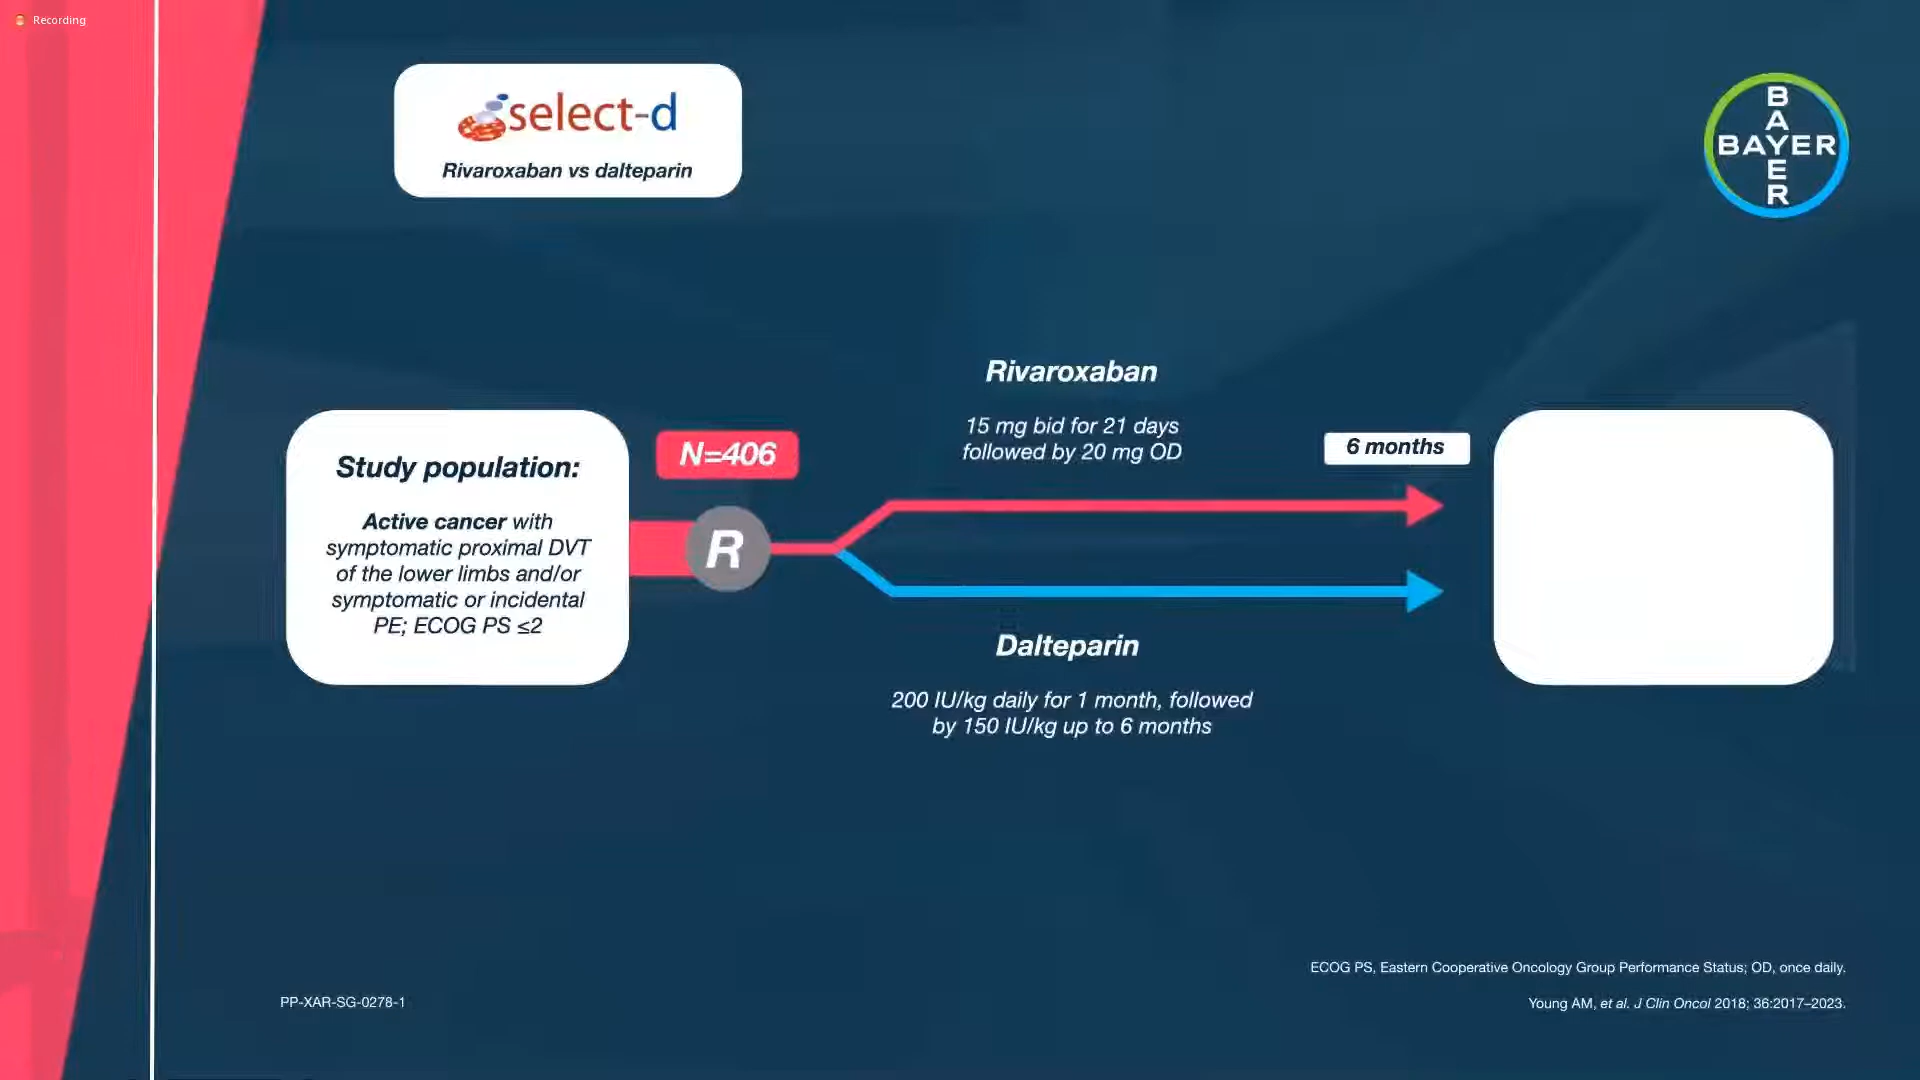 Recording
select-d
Rivaroxaban vs dalteparin
BAYER
BAYER
Rivaroxaban
15 mg bid for 21 days
followed by 20 mg OD
6 months
N=406
Study population:
Active cancer with
symptomatic proximal DVT
of the lower limbs and/or
symptomatic or incidental
PE; ECOG PS ≤2
R
Dalteparin
200 IU/kg daily for 1 month, followed
by 150 IU/kg up to 6 months
ECOG PS, Eastern Cooperative Oncology Group Performance Status; OD, once daily.
PP-XAR-SG-0278-1
Young AM, et al. J Clin Oncol 2018; 36:2017–2023.